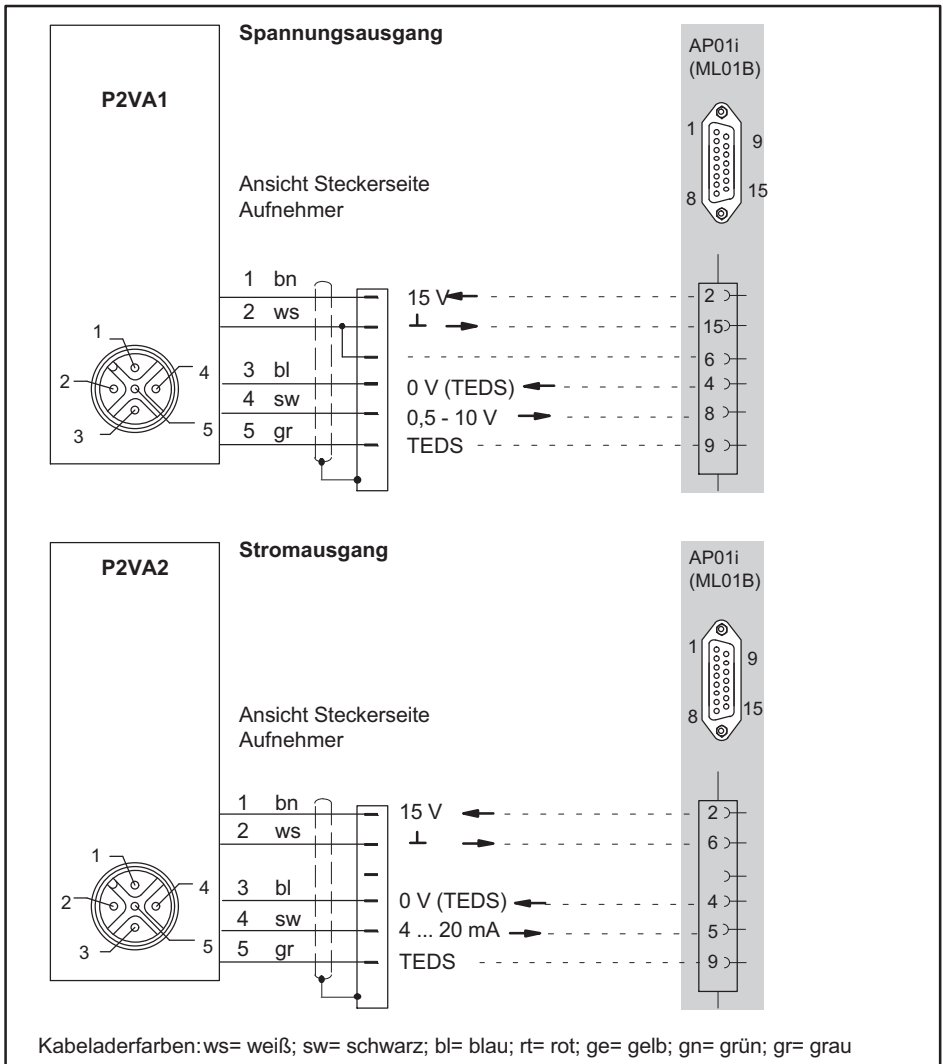 Spannungsausgang
AP01i
(ML01B)
P2VA1
1
9
8
15
Ansicht Steckerseite
Aufnehmer
1 bn
2 ws
3 bl
4 sw
5 gr
1
2
3
4
5
15 V
⊥
0 V (TEDS)
0,5 - 10 V
TEDS
2
15
6
4
8
9
Stromausgang
AP01i
(ML01B)
P2VA2
1
9
8
15
Ansicht Steckerseite
Aufnehmer
1 bn
2 ws
3 bl
4 sw
5 gr
1
2
3
4
5
15 V
⊥
0 V (TEDS)
4 ... 20 mA
TEDS
2
6
4
5
9
Kabeladerfarben: ws= weiß; sw= schwarz; bl= blau; rt= rot; ge= gelb; gn= grün; gr= grau